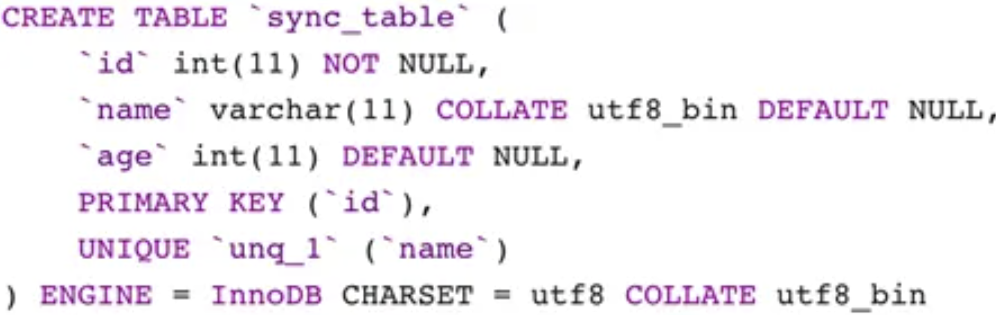 CREATE TABLE `sync_table` (
    `id` int(11) NOT NULL,
    `name` varchar(11) COLLATE utf8_bin DEFAULT NULL,
    `age` int(11) DEFAULT NULL,
    PRIMARY KEY (`id`),
    UNIQUE `unq_1` (`name`)
) ENGINE = InnoDB CHARSET = utf8 COLLATE utf8_bin